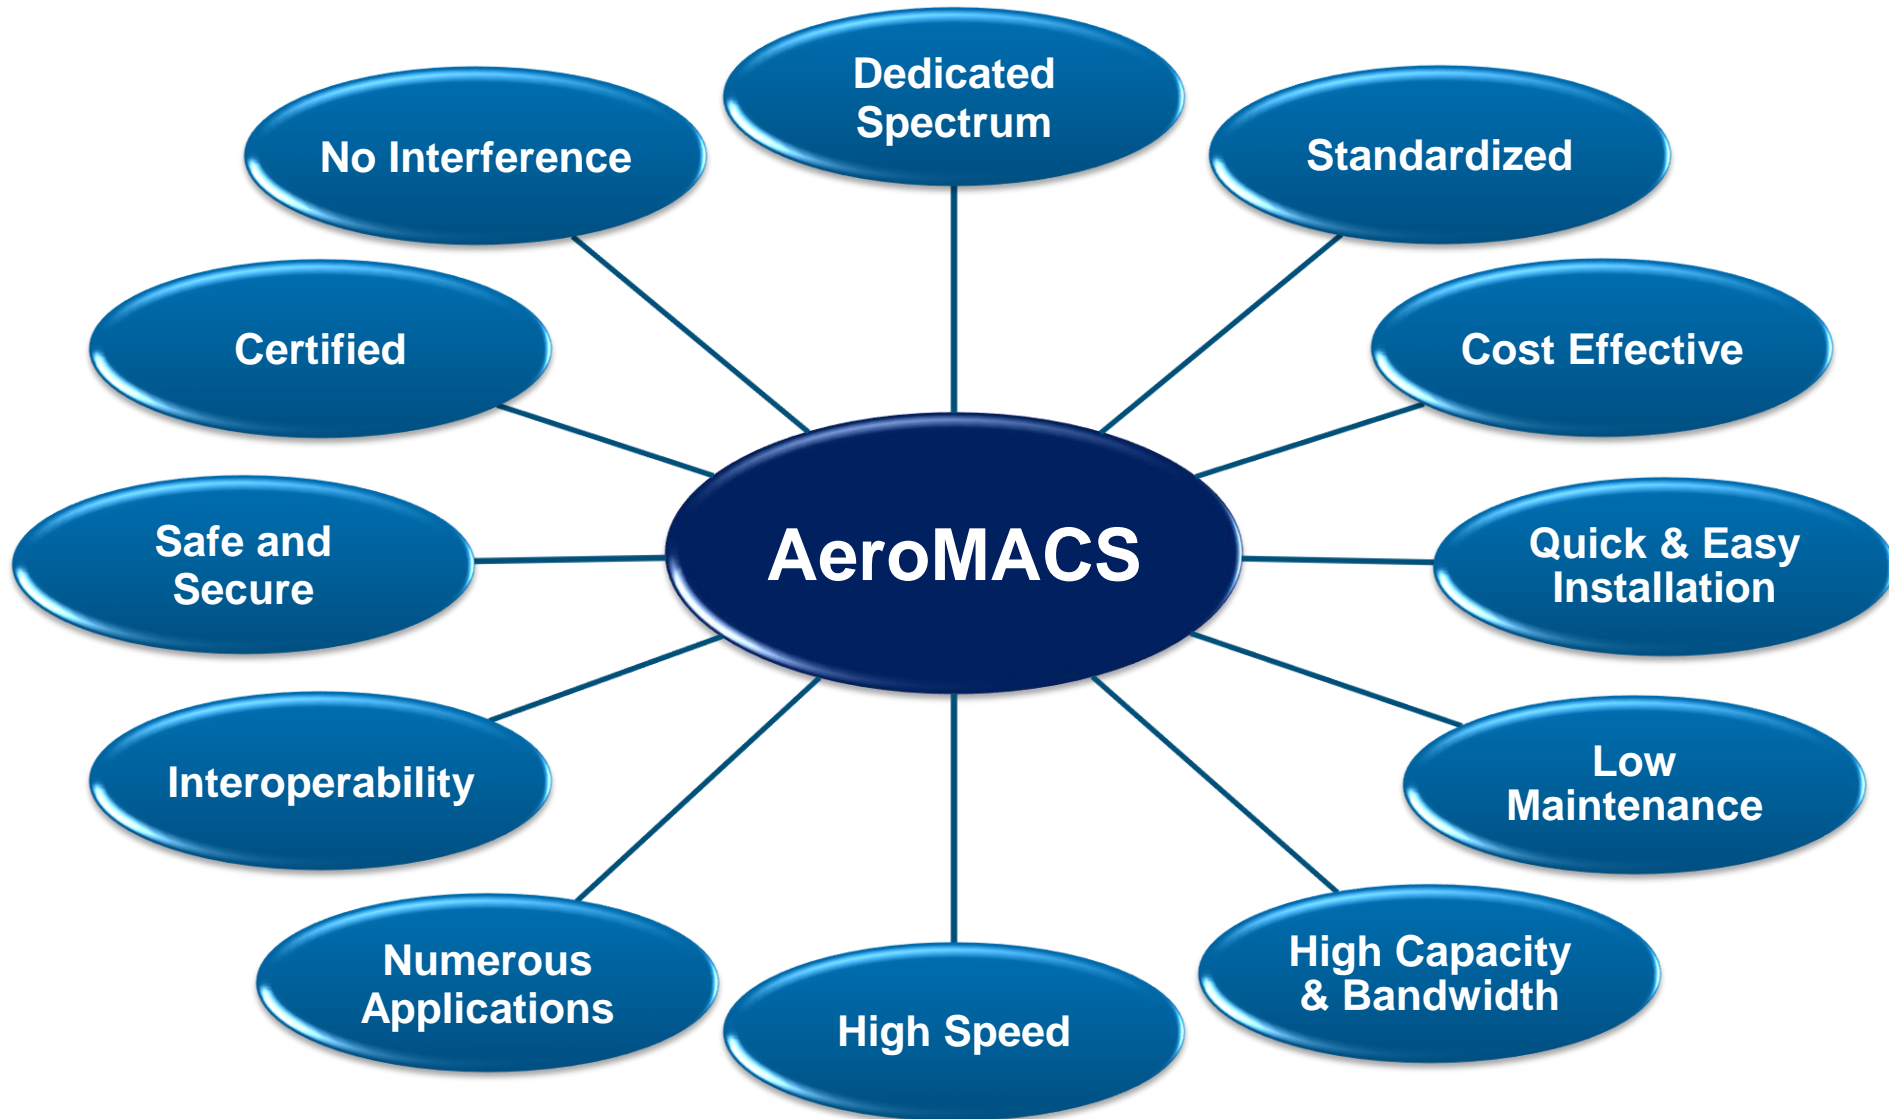 Dedicated
Spectrum
No Interference
Standardized
Certified
Cost Effective
AeroMACS
Safe and
Secure
Quick & Easy
Installation
Interoperability
Low
Maintenance
Numerous
Applications
High Speed
High Capacity
& Bandwidth